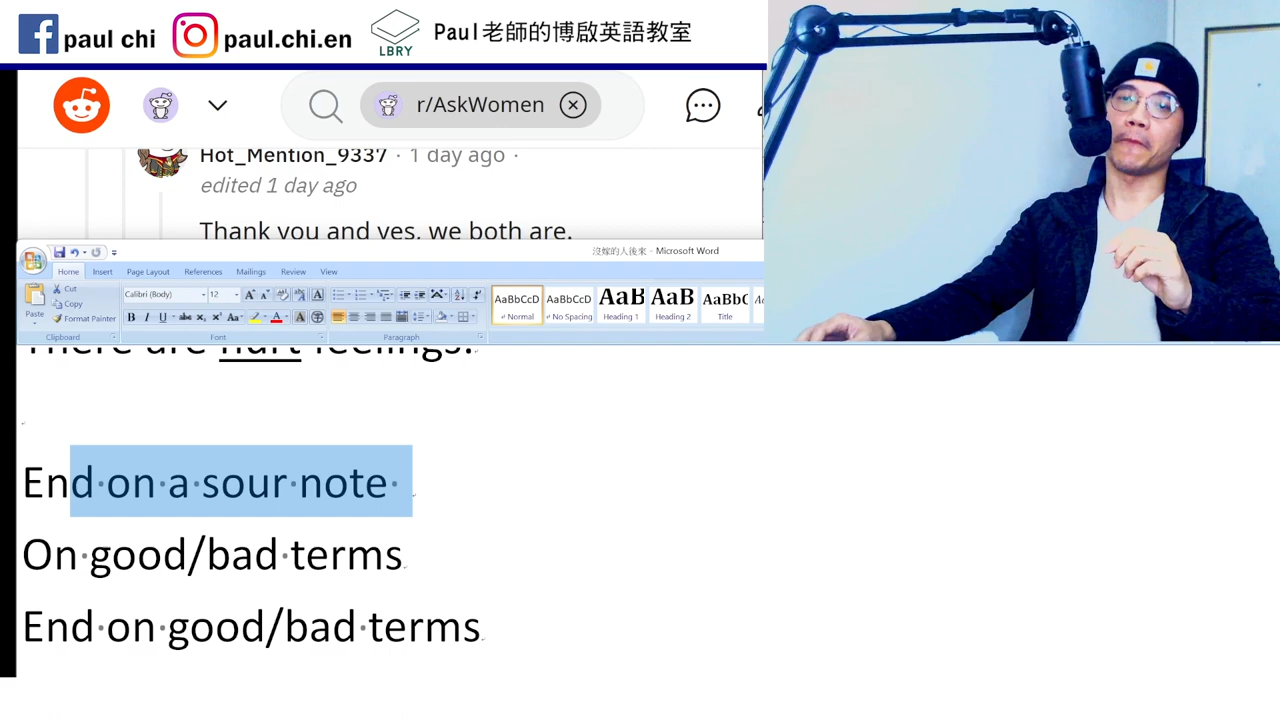 paul chi
paul.chi.en
LBRY
Paul老師的博啟英語教室
r/AskWomen
Hot_Mention_9337 · 1 day ago ·
edited 1 day ago
Thank you and yes, we both are.
沒嫁的人後來 - Microsoft Word
Home Insert Page Layout References Mailings Review View
Paste
Cut
Copy
Format Painter
Calibri (Body) 12
AaBbCcD AaBbCcD AaB AaB AaBbC
Normal No Spacing Heading 1 Heading 2 Title
Clipboard Font Paragraph
There are hurt feelings.
End on a sour note
On good/bad terms
End on good/bad terms